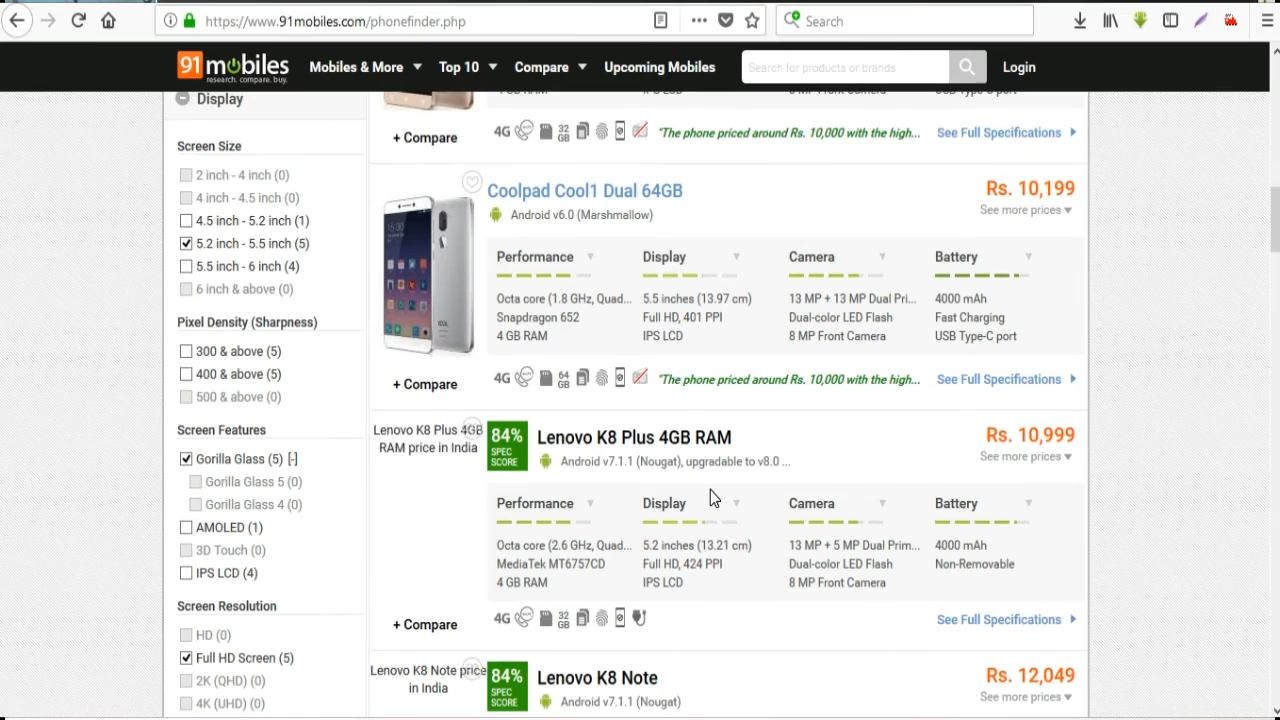 https://www.91mobiles.com/phonefinder.php
Search
91mobiles
research. compare. buy.
Mobiles & More
Top 10
Compare
Upcoming Mobiles
Search for products or brands
Login
Display
Screen Size
2 inch - 4 inch (0)
4 inch - 4.5 inch (0)
4.5 inch - 5.2 inch (1)
5.2 inch - 5.5 inch (5)
5.5 inch - 6 inch (4)
6 inch & above (0)
Pixel Density (Sharpness)
300 & above (5)
400 & above (5)
500 & above (0)
Screen Features
Gorilla Glass (5) [-]
Gorilla Glass 5 (0)
Gorilla Glass 4 (0)
AMOLED (1)
3D Touch (0)
IPS LCD (4)
Screen Resolution
HD (0)
Full HD Screen (5)
2K (QHD) (0)
4K (UHD) (0)
+ Compare
4G
32 GB
"The phone priced around Rs. 10,000 with the high...
See Full Specifications
Coolpad Cool1 Dual 64GB
Rs. 10,199
Android v6.0 (Marshmallow)
See more prices
Performance
Display
Camera
Battery
Octa core (1.8 GHz, Quad...
5.5 inches (13.97 cm)
13 MP + 13 MP Dual Pri...
4000 mAh
Snapdragon 652
Full HD, 401 PPI
Dual-color LED Flash
Fast Charging
4 GB RAM
IPS LCD
8 MP Front Camera
USB Type-C port
+ Compare
4G
64 GB
"The phone priced around Rs. 10,000 with the high...
See Full Specifications
Lenovo K8 Plus 4GB
RAM price in India
84%
SPEC
SCORE
Lenovo K8 Plus 4GB RAM
Rs. 10,999
Android v7.1.1 (Nougat), upgradable to v8.0 ...
See more prices
Performance
Display
Camera
Battery
Octa core (2.6 GHz, Quad...
5.2 inches (13.21 cm)
13 MP + 5 MP Dual Prim...
4000 mAh
MediaTek MT6757CD
Full HD, 424 PPI
Dual-color LED Flash
Non-Removable
4 GB RAM
IPS LCD
8 MP Front Camera
+ Compare
4G
32 GB
See Full Specifications
Lenovo K8 Note price
in India
84%
SPEC
SCORE
Lenovo K8 Note
Rs. 12,049
Android v7.1.1 (Nougat)
See more prices